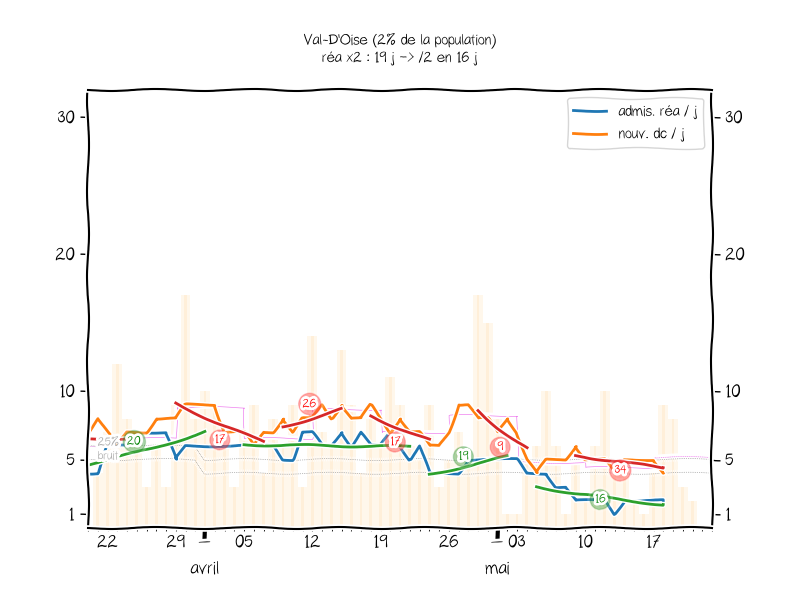 Val-D'Oise (2% de la population)
réa x2 : 19 j -> /2 en 16 j
admis. réa / j
nouv. dc / j
30 30
20 20
10 10
5 5
1 1
26
20 17 17 19 9 34 16
25%
bruit
22 29 05 12 19 26 03 10 17
avril mai